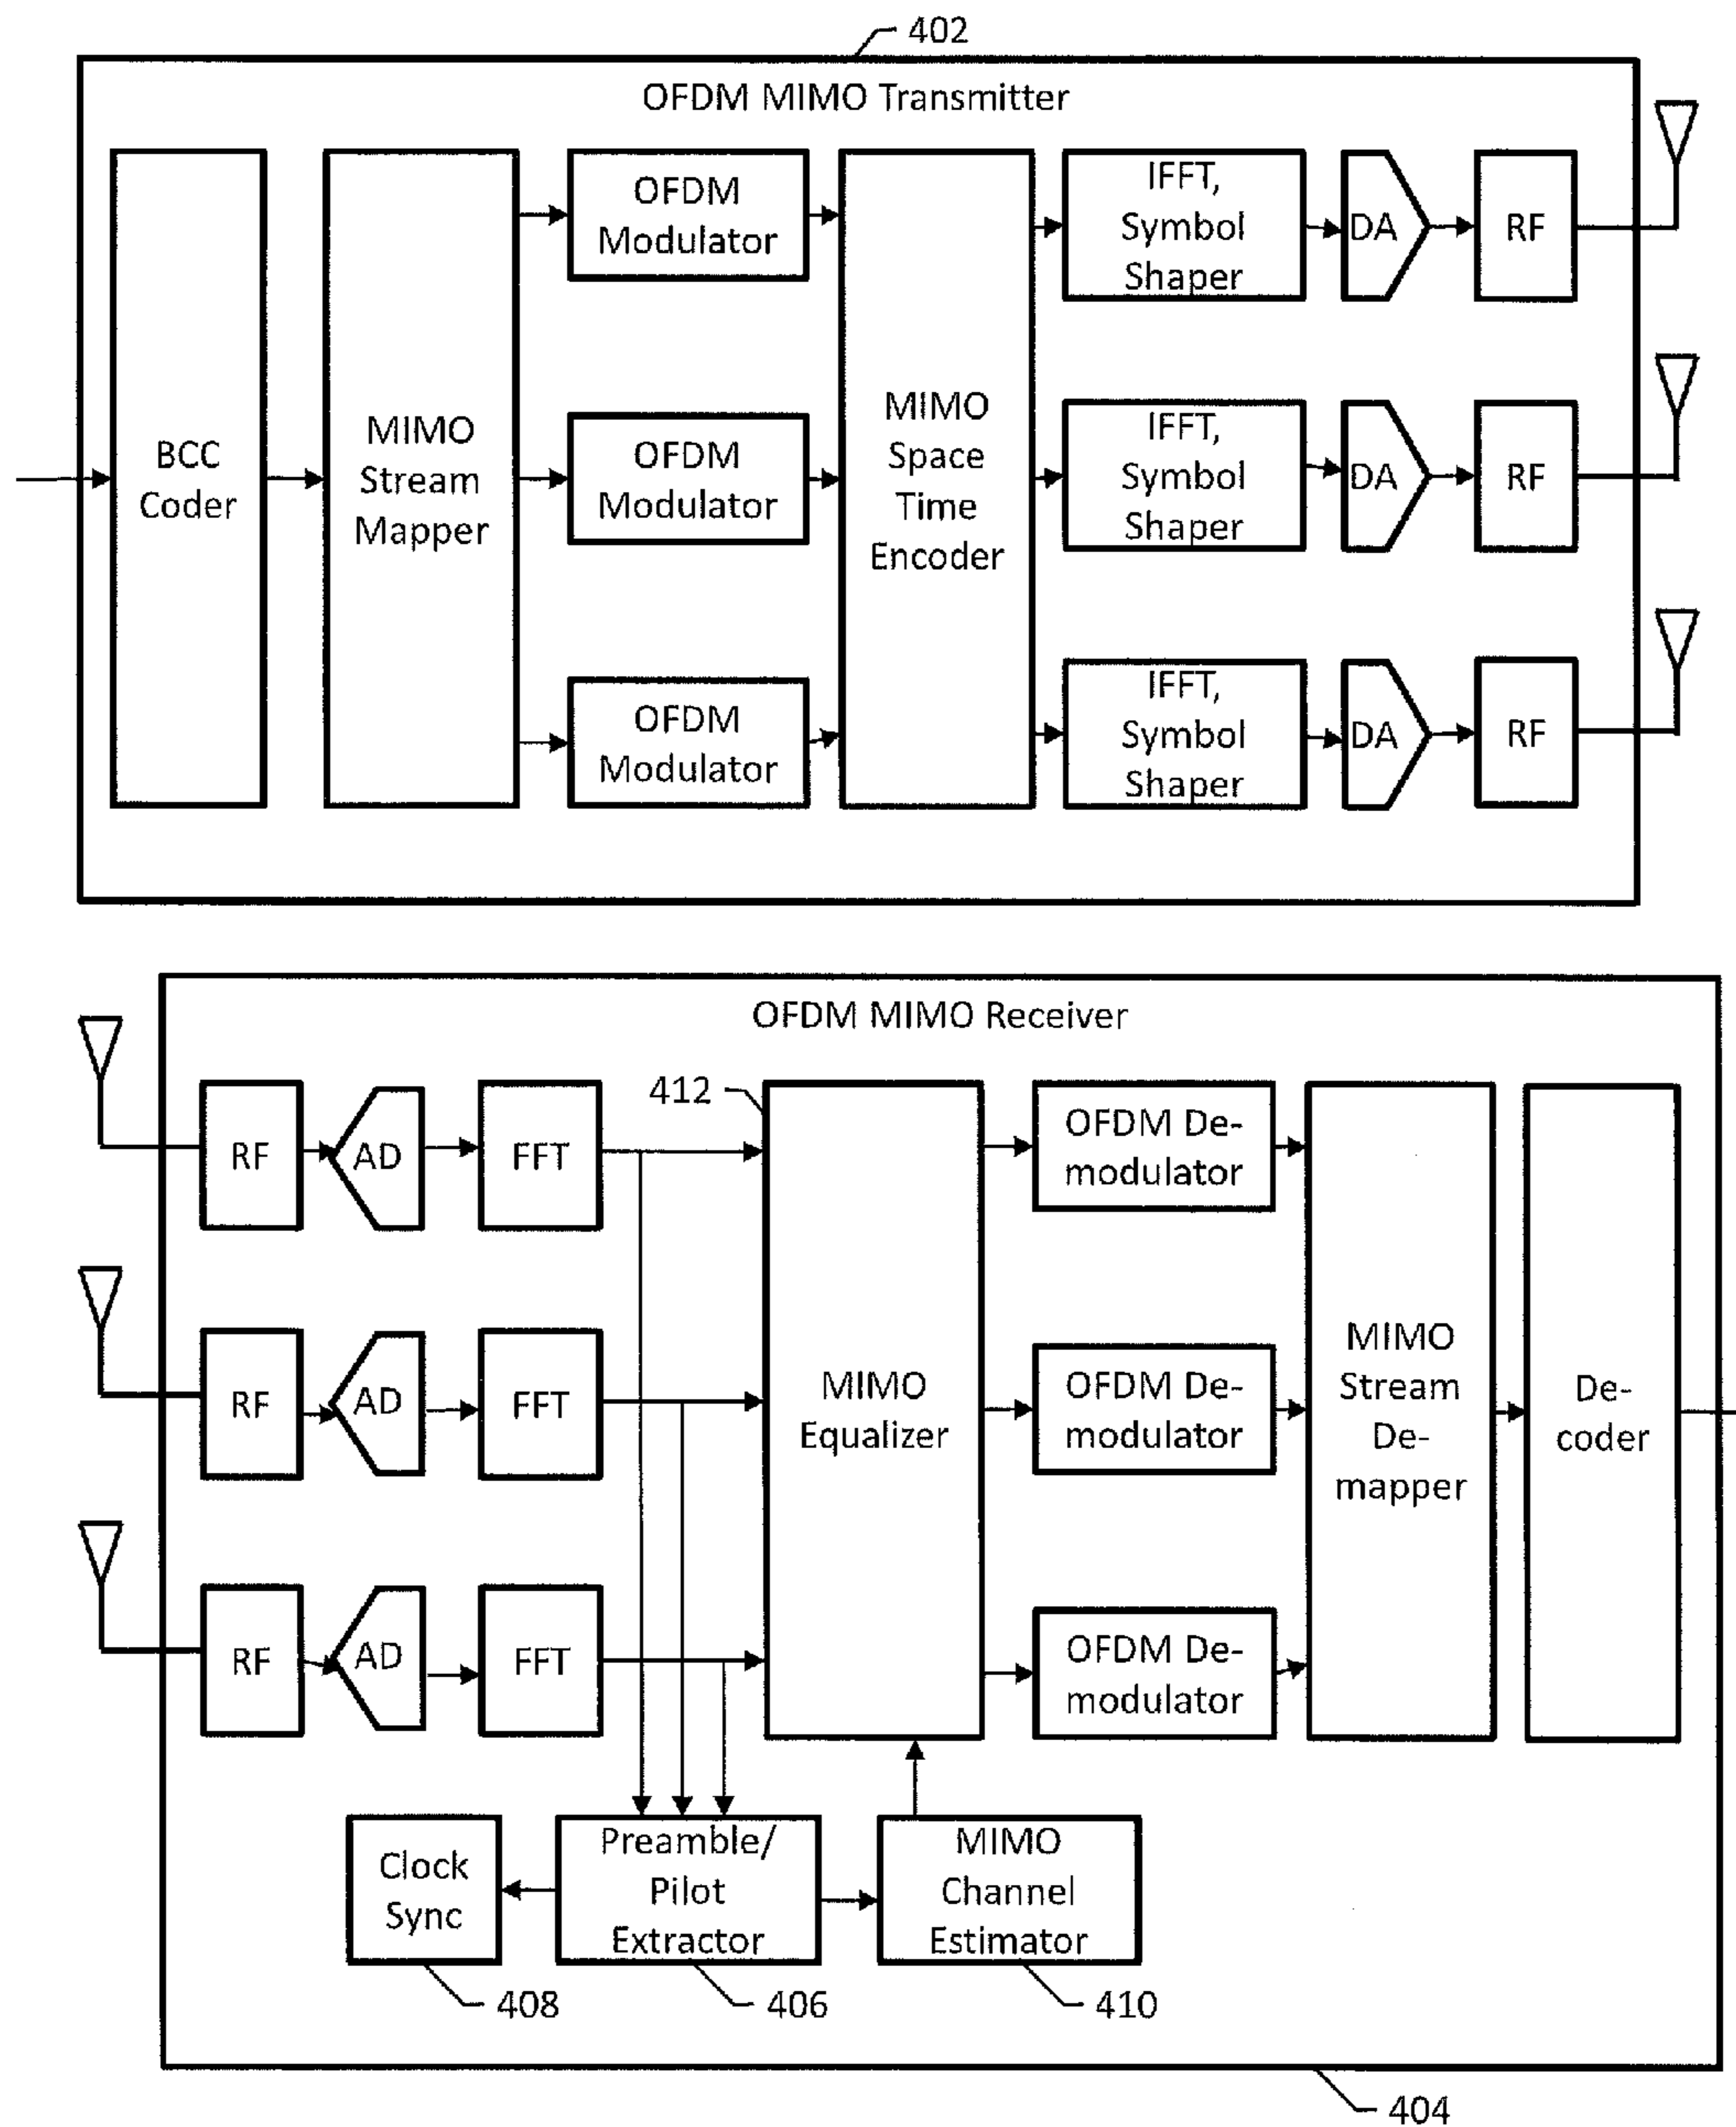 402
OFDM MIMO Transmitter
BCC
Coder
MIMO
Stream
Mapper
OFDM
Modulator
OFDM
Modulator
OFDM
Modulator
MIMO
Space
Time
Encoder
IFFT,
Symbol
Shaper
DA
RF
IFFT,
Symbol
Shaper
DA
RF
IFFT,
Symbol
Shaper
DA
RF
OFDM MIMO Receiver
RF
AD
FFT
RF
AD
FFT
RF
AD
FFT
412
MIMO
Equalizer
OFDM De-
modulator
OFDM De-
modulator
OFDM De-
modulator
MIMO
Stream
De-
mapper
De-
coder
Clock
Sync
Preamble/
Pilot
Extractor
MIMO
Channel
Estimator
408
406
410
404